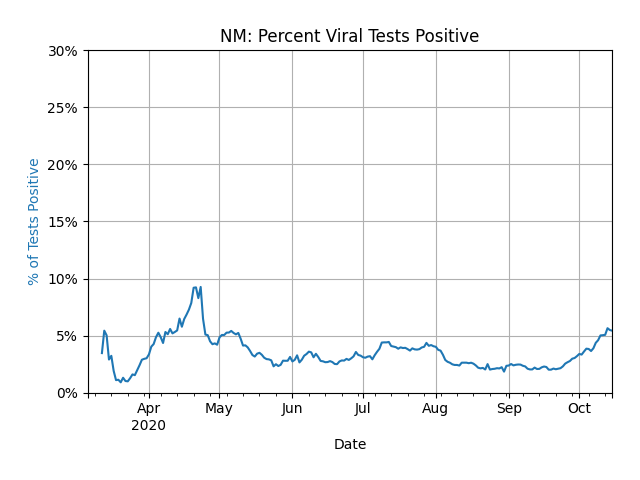 NM: Percent Viral Tests Positive
30%
25%
20%
15%
10%
5%
0%
% of Tests Positive
Apr May Jun Jul Aug Sep Oct
2020
Date